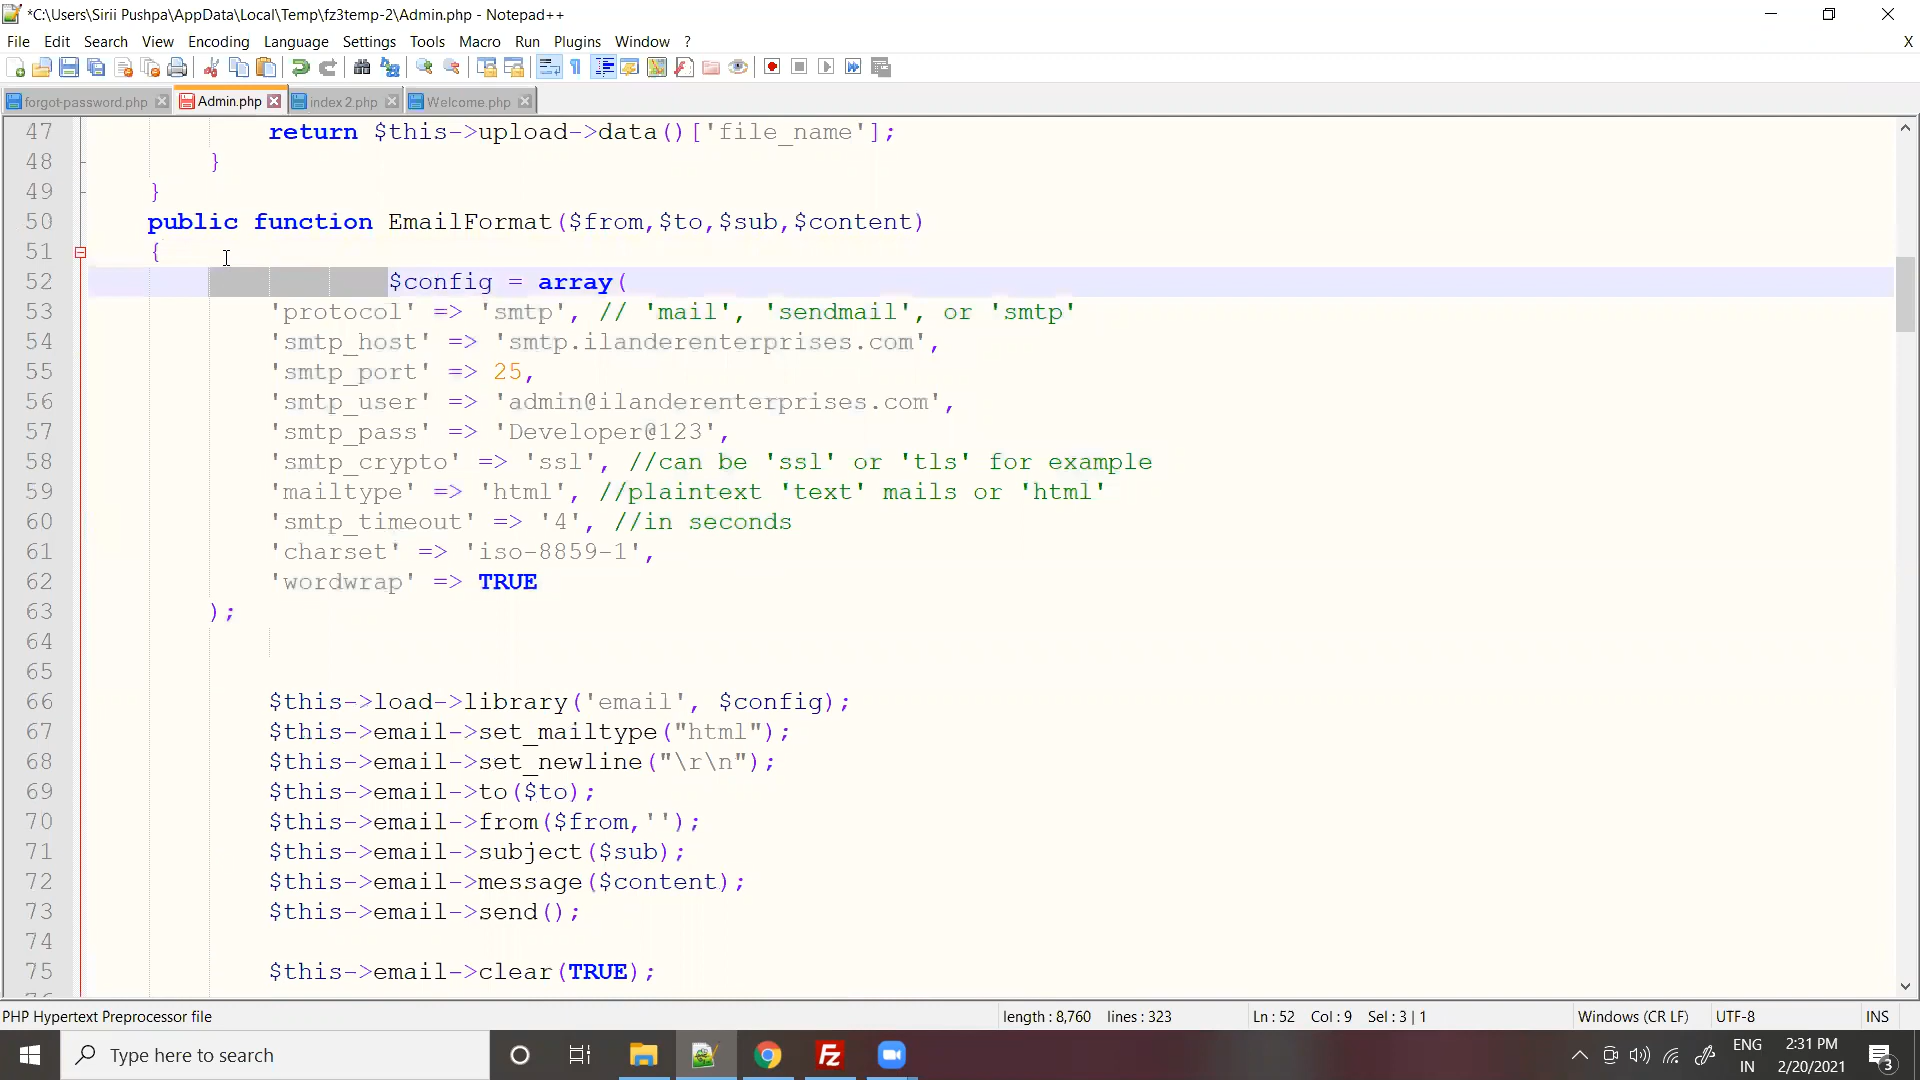 *C:\Users\Sirii Pushpa\AppData\Local\Temp\fz3temp-2\Admin.php - Notepad++
File Edit Search View Encoding Language Settings Tools Macro Run Plugins Window ? X
forgot-password.php Admin.php index2.php Welcome.php
47 return $this->upload->data()['file_name'];
48 }
49 }
50 public function EmailFormat($from,$to,$sub,$content)
51 {
52 $config = array(
53 'protocol' => 'smtp', // 'mail', 'sendmail', or 'smtp'
54 'smtp_host' => 'smtp.ilanderenterprises.com',
55 'smtp_port' => 25,
56 'smtp_user' => 'admin@ilanderenterprises.com',
57 'smtp_pass' => 'Developer@123',
58 'smtp_crypto' => 'ssl', //can be 'ssl' or 'tls' for example
59 'mailtype' => 'html', //plaintext 'text' mails or 'html'
60 'smtp_timeout' => '4', //in seconds
61 'charset' => 'iso-8859-1',
62 'wordwrap' => TRUE
63 );
64
65
66 $this->load->library('email', $config);
67 $this->email->set_mailtype("html");
68 $this->email->set_newline("\r\n");
69 $this->email->to($to);
70 $this->email->from($from,'');
71 $this->email->subject($sub);
72 $this->email->message($content);
73 $this->email->send();
74
75 $this->email->clear(TRUE);
PHP Hypertext Preprocessor file length : 8,760 lines : 323 Ln : 52 Col : 9 Sel : 3 | 1 Windows (CR LF) UTF-8 INS
Type here to search
ENG
IN
2:31 PM
2/20/2021
3